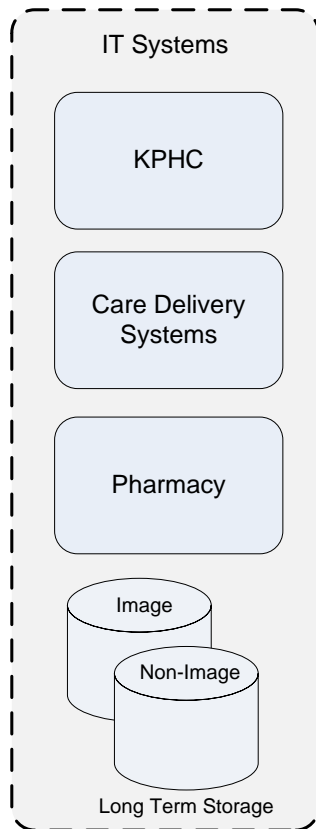 IT Systems
KPHC
Care Delivery
Systems
Pharmacy
Image
Non-Image
Long Term Storage